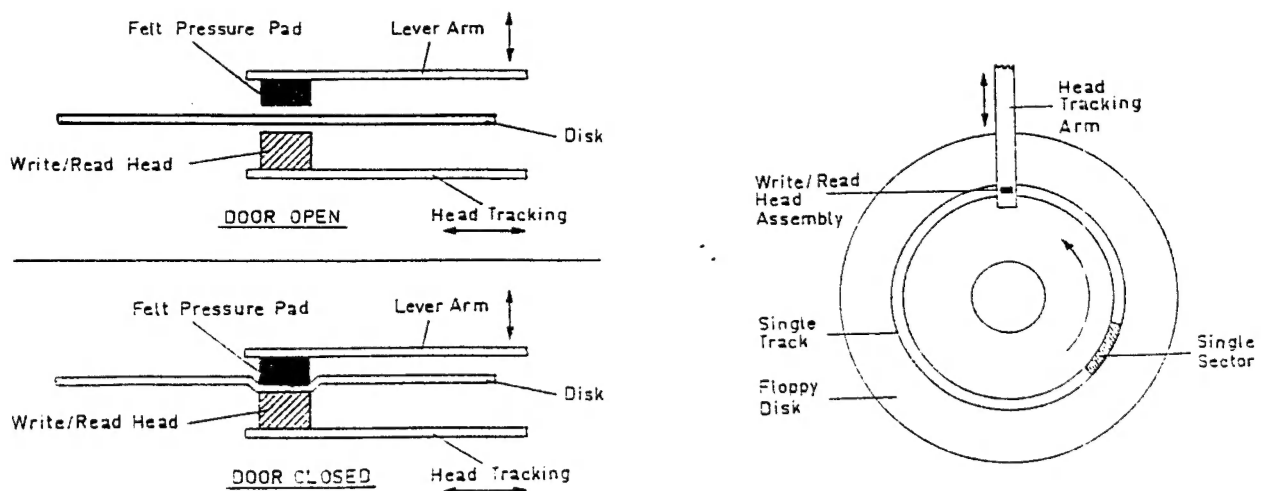 Felt Pressure Pad
Lever Arm
Disk
Write/Read Head
Head Tracking
DOOR OPEN
Felt Pressure Pad
Lever Arm
Disk
Write/Read Head
Head Tracking
DOOR CLOSED
Head
Tracking
Arm
Write/Read
Head
Assembly
Single
Track
Single
Sector
Floppy
Disk